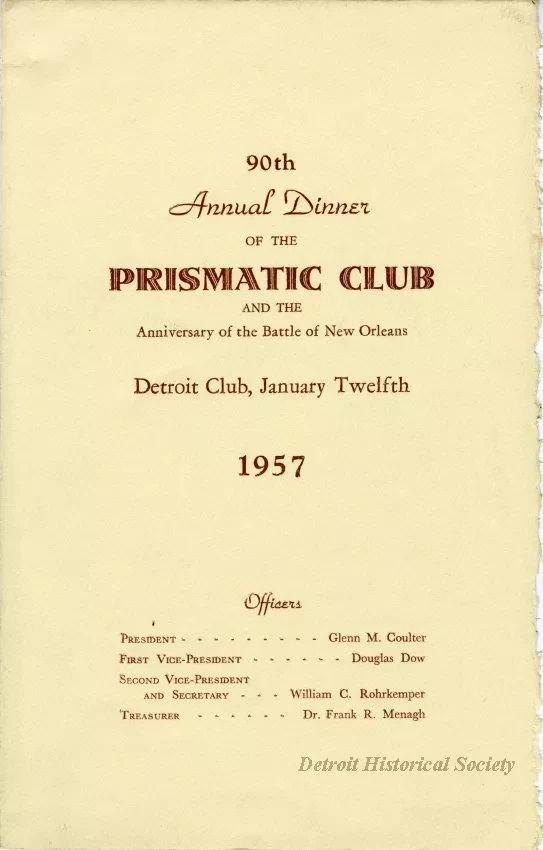 90th
Annual Dinner
OF THE
PRISMATIC CLUB
AND THE
Anniversary of the Battle of New Orleans
Detroit Club, January Twelfth
1957
Officers
PRESIDENT - - - - - - - - - Glenn M. Coulter
FIRST VICE-PRESIDENT - - - - - - Douglas Dow
SECOND VICE-PRESIDENT
AND SECRETARY - - - William C. Rohrkemper
TREASURER - - - - - - Dr. Frank R. Menagh
Detroit Historical Society